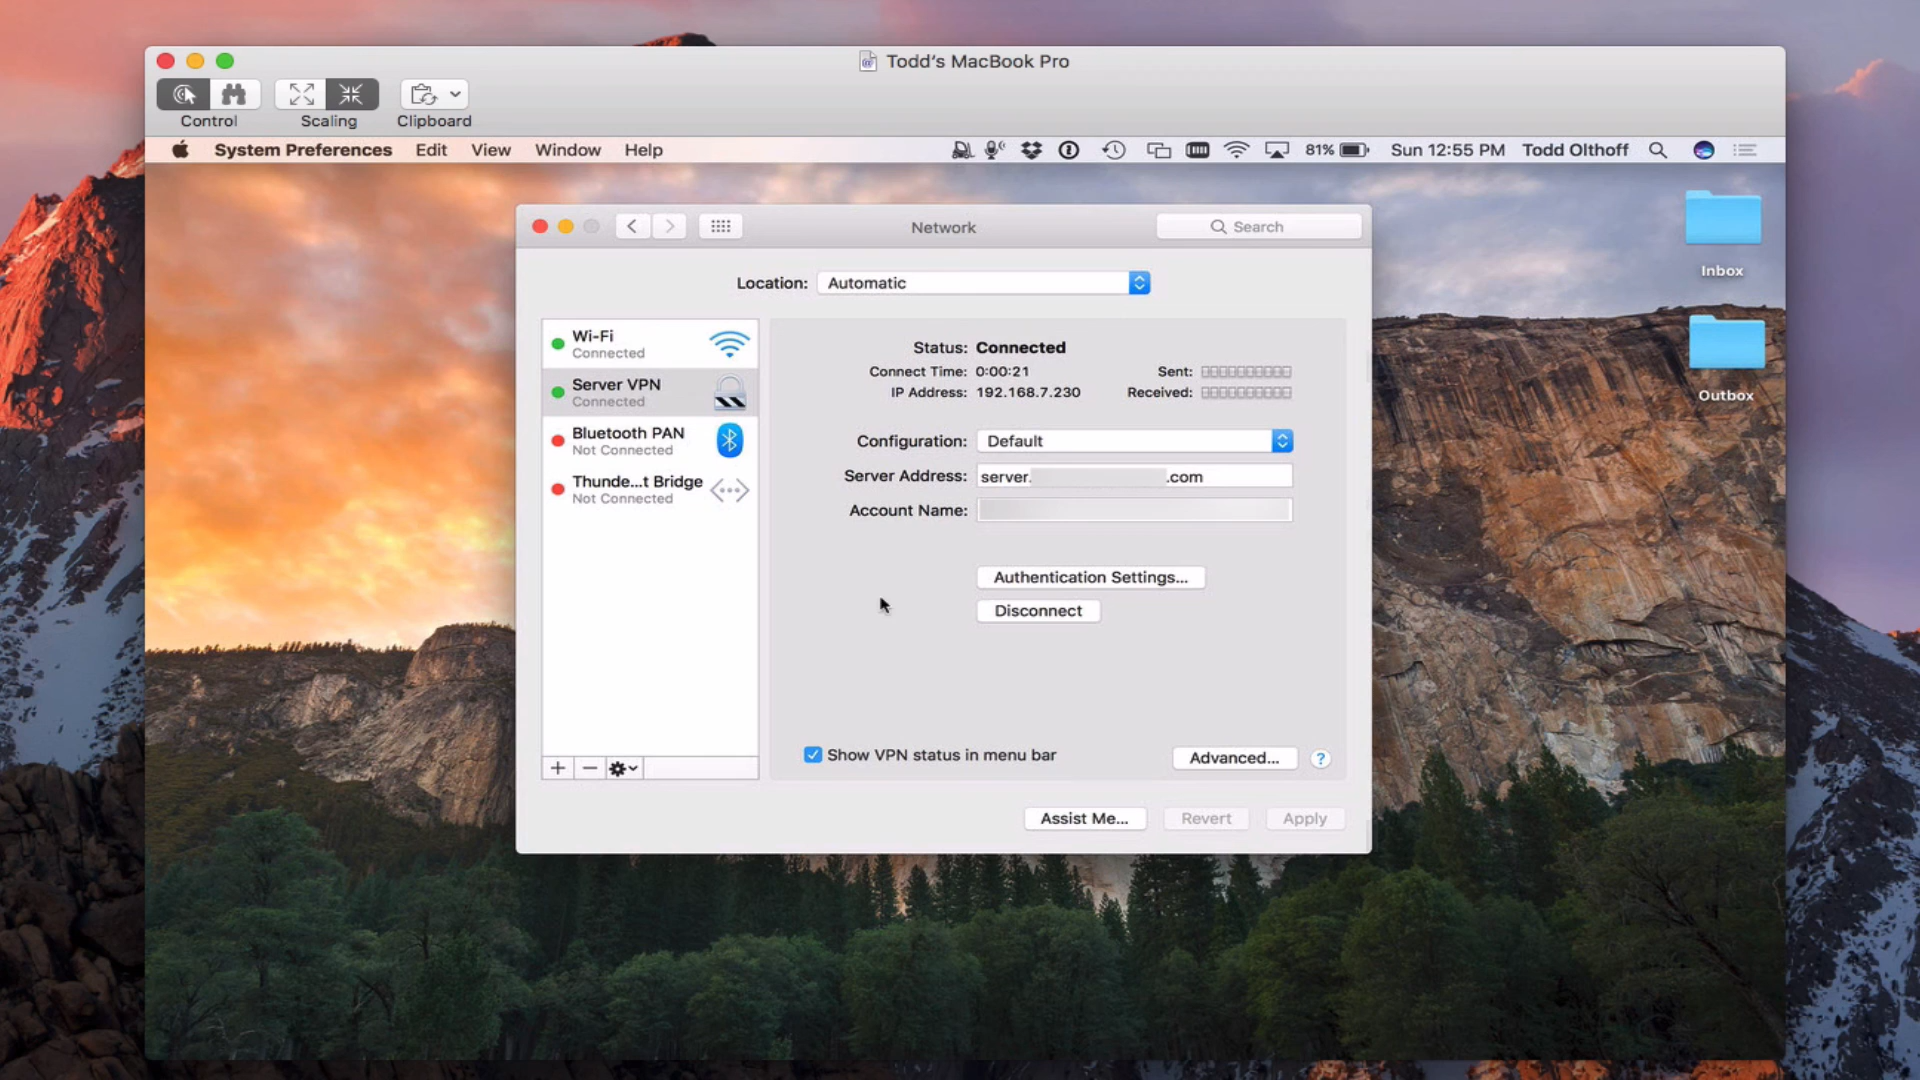 Todd's MacBook Pro
Control Scaling Clipboard
System Preferences Edit View Window Help 81% Sun 12:55 PM Todd Olthoff
Network
Search
Inbox
Location: Automatic
Wi-Fi
Connected
Server VPN
Connected
Bluetooth PAN
Not Connected
Thunde...t Bridge
Not Connected
Status: Connected
Connect Time: 0:00:21 Sent:
IP Address: 192.168.7.230 Received:
Outbox
Configuration: Default
Server Address: server. .com
Account Name:
Authentication Settings...
Disconnect
Show VPN status in menu bar
Advanced... ?
Assist Me... Revert Apply